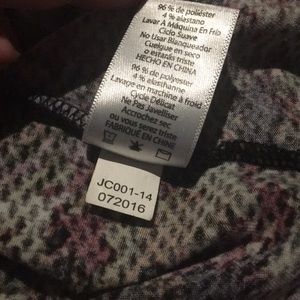 96 % de poliéster
4 % elastano
Lavar A Máquina En Frío
Ciclo Suave
No Usar Blanqueador
Cuelgue en seco
o estarás triste
HECHO EN CHINA
96 % de polyester
4 % élasthanne
Lavage en machine à froid
Cycle Délicat
Ne Pas Javelliser
Accrochez sec
ou vous serez triste
FABRIQUÉ EN CHINE
JC001-14
072016